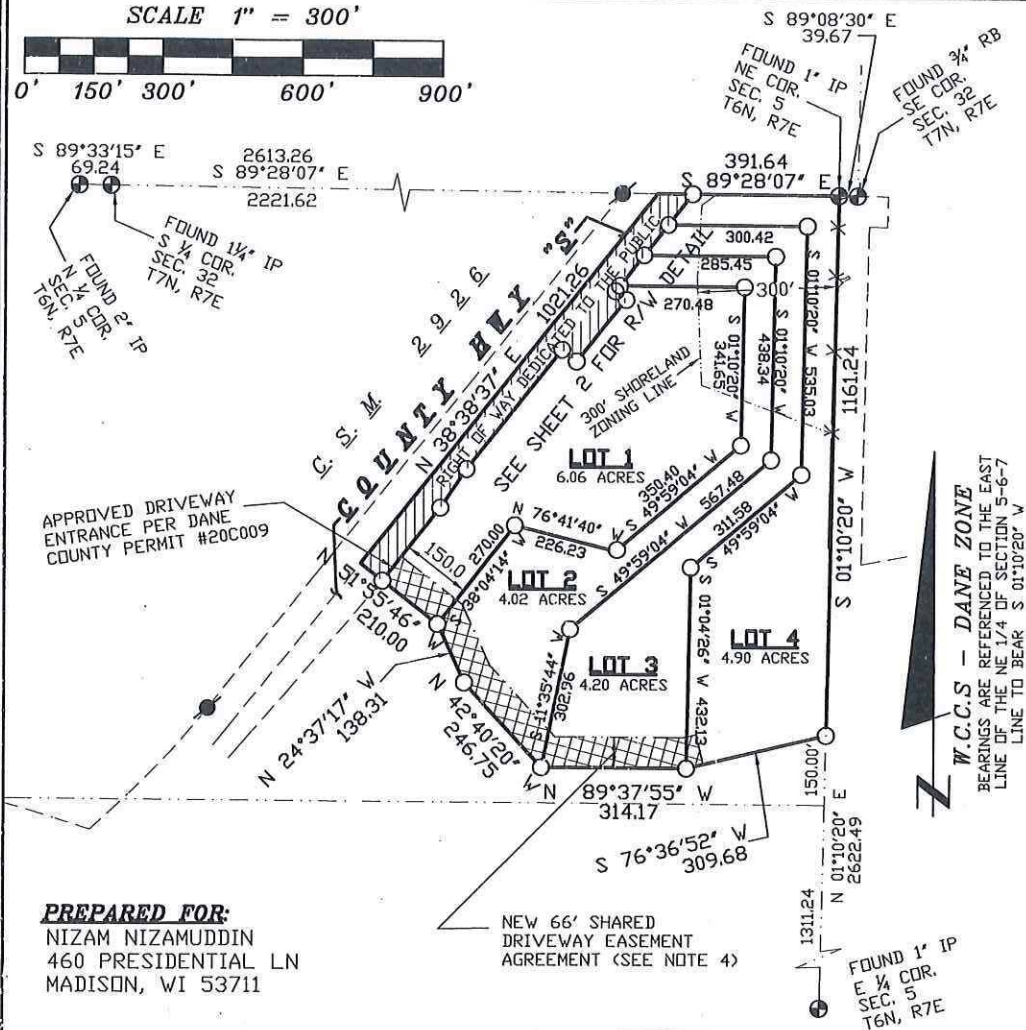 SCALE 1" = 300'
0' 150' 300' 600' 900'
S 89°08'30" E
39.67
FOUND 1" IP
NE COR.
SEC. 5
T6N, R7E
FOUND ¾" RB
SE COR.
SEC. 32
T7N, R7E
S 89°33'15" E
69.24
2613.26
S 89°28'07" E
2221.62
391.64
S 89°28'07" E
FOUND 2" IP
N ¼ COR.
SEC. 5
T6N, R7E
FOUND 1¼" IP
S ¼ COR.
SEC. 32
T7N, R7E
C. S. M. 2926
COUNTY HWY "S"
N 38°38'37" E 1021.26
RIGHT OF WAY DEDICATED TO THE PUBLIC
SEE SHEET 2 FOR R/W DETAIL
300.42
285.45
270.48
300'
S 01°10'20" W
341.65
S 01°10'20" W
438.34
S 01°10'20" W 535.03
1161.24
S 01°10'20" W
300' SHORELAND
ZONING LINE
LOT 1
6.06 ACRES
350.40
S 49°59'04" W
S 49°59'04" W 567.48
311.58
S 49°59'04" W
N 76°41'40" W
226.23
APPROVED DRIVEWAY
ENTRANCE PER DANE
COUNTY PERMIT #20C009
150.0
270.00
S 38°04'14" W
N 51°55'46" W
210.00
LOT 2
4.02 ACRES
LOT 3
4.20 ACRES
LOT 4
4.90 ACRES
S 01°04'26" W 432.13
S 11°35'44" W
302.96
N 24°37'17" W
138.31
N 42°40'20" W
246.75
N 89°37'55" W
314.17
S 76°36'52" W
309.68
150.00'
N 01°10'20" E
2622.49
1311.24
W.C.C.S - DANE ZONE
BEARINGS ARE REFERENCED TO THE EAST
LINE OF THE NE 1/4 OF SECTION 5-6-7
LINE TO BEAR S 01°10'20" W
N
PREPARED FOR:
NIZAM NIZAMUDDIN
460 PRESIDENTIAL LN
MADISON, WI 53711
NEW 66' SHARED
DRIVEWAY EASEMENT
AGREEMENT (SEE NOTE 4)
FOUND 1" IP
E ¼ COR.
SEC. 5
T6N, R7E